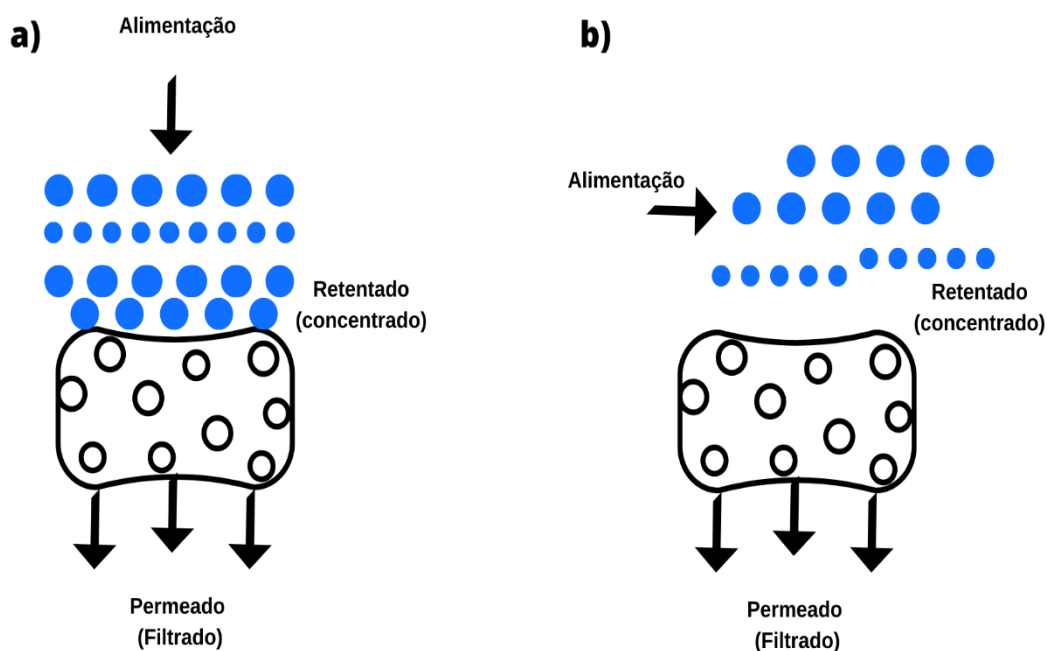 a)
Alimentação
Retentado
(concentrado)
Permeado
(Filtrado)
b)
Alimentação
Retentado
(concentrado)
Permeado
(Filtrado)